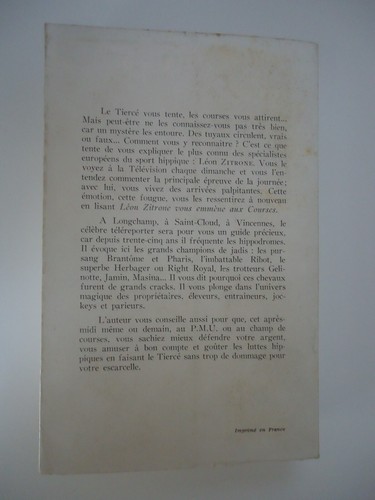 Le Tiercé vous tente, les courses vous attirent...
Mais peut-être ne les connaissez-vous pas très bien,
car un mystère les entoure. Des tuyaux circulent, vrais
ou faux... Comment vous y reconnaître ? C'est ce que
tente de vous expliquer le plus connu des spécialistes
européens du sport hippique : Léon ZITRONE. Vous le
voyez à la Télévision chaque dimanche et vous l'en-
tendez commenter la principale épreuve de la journée ;
avec lui, vous vivez des arrivées palpitantes. Cette
émotion, cette fougue, vous les ressentirez à nouveau
en lisant Léon Zitrone vous emmène aux Courses.
A Longchamp, à Saint-Cloud, à Vincennes, le
célèbre téléreporter sera pour vous un guide précieux,
car depuis trente-cinq ans il fréquente les hippodromes.
Il évoque ici les grands champions de jadis : les pur-
sang Brantôme et Pharis, l'imbattable Ribot, le
superbe Herbager ou Right Royal, les trotteurs Geli-
notte, Jamin, Masina... Il vous dit pourquoi ces chevaux
furent de grands cracks. Il vous plonge dans l'univers
magique des propriétaires, éleveurs, entraîneurs, joc-
keys et parieurs.
L'auteur vous conseille aussi pour que, cet après-
midi même ou demain, au P.M.U. ou au champ de
courses, vous sachiez mieux défendre votre argent,
vous amuser à bon compte et goûter les luttes hip-
piques en faisant le Tiercé sans trop de dommage pour
votre escarcelle.
Imprimé en France